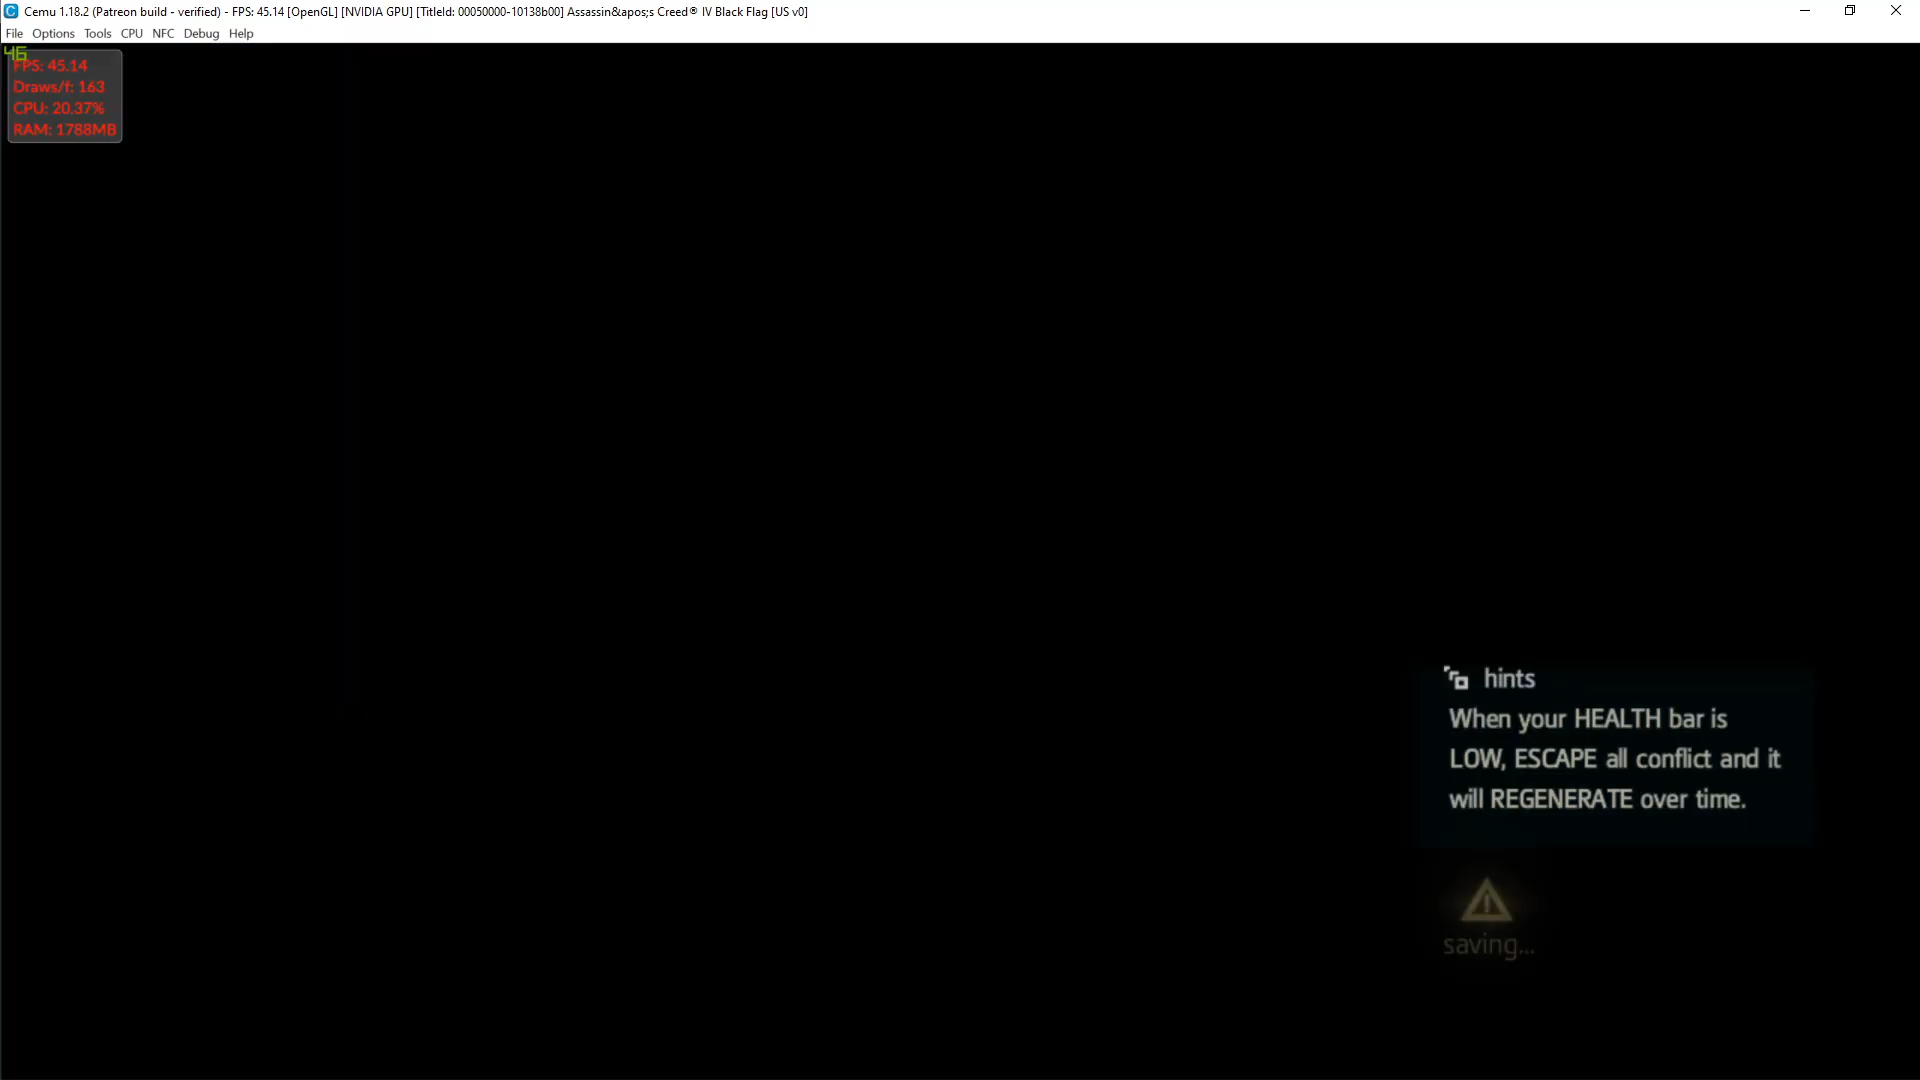 Cemu 1.18.2 (Patreon build - verified) - FPS: 45.14 [OpenGL] [NVIDIA GPU] [TitleId: 00050000-10138b00] Assassin&apos;s Creed® IV Black Flag [US v0]
File Options Tools CPU NFC Debug Help
46
FPS: 45.14
Draws/f: 163
CPU: 20.37%
RAM: 1788MB
hints
When your HEALTH bar is
LOW, ESCAPE all conflict and it
will REGENERATE over time.
saving...